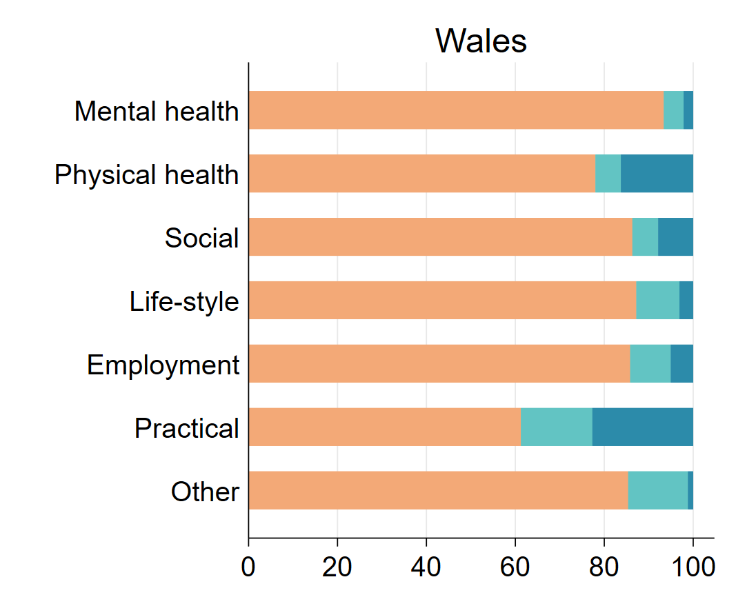 Wales
Mental health
Physical health
Social
Life-style
Employment
Practical
Other
0 20 40 60 80 100